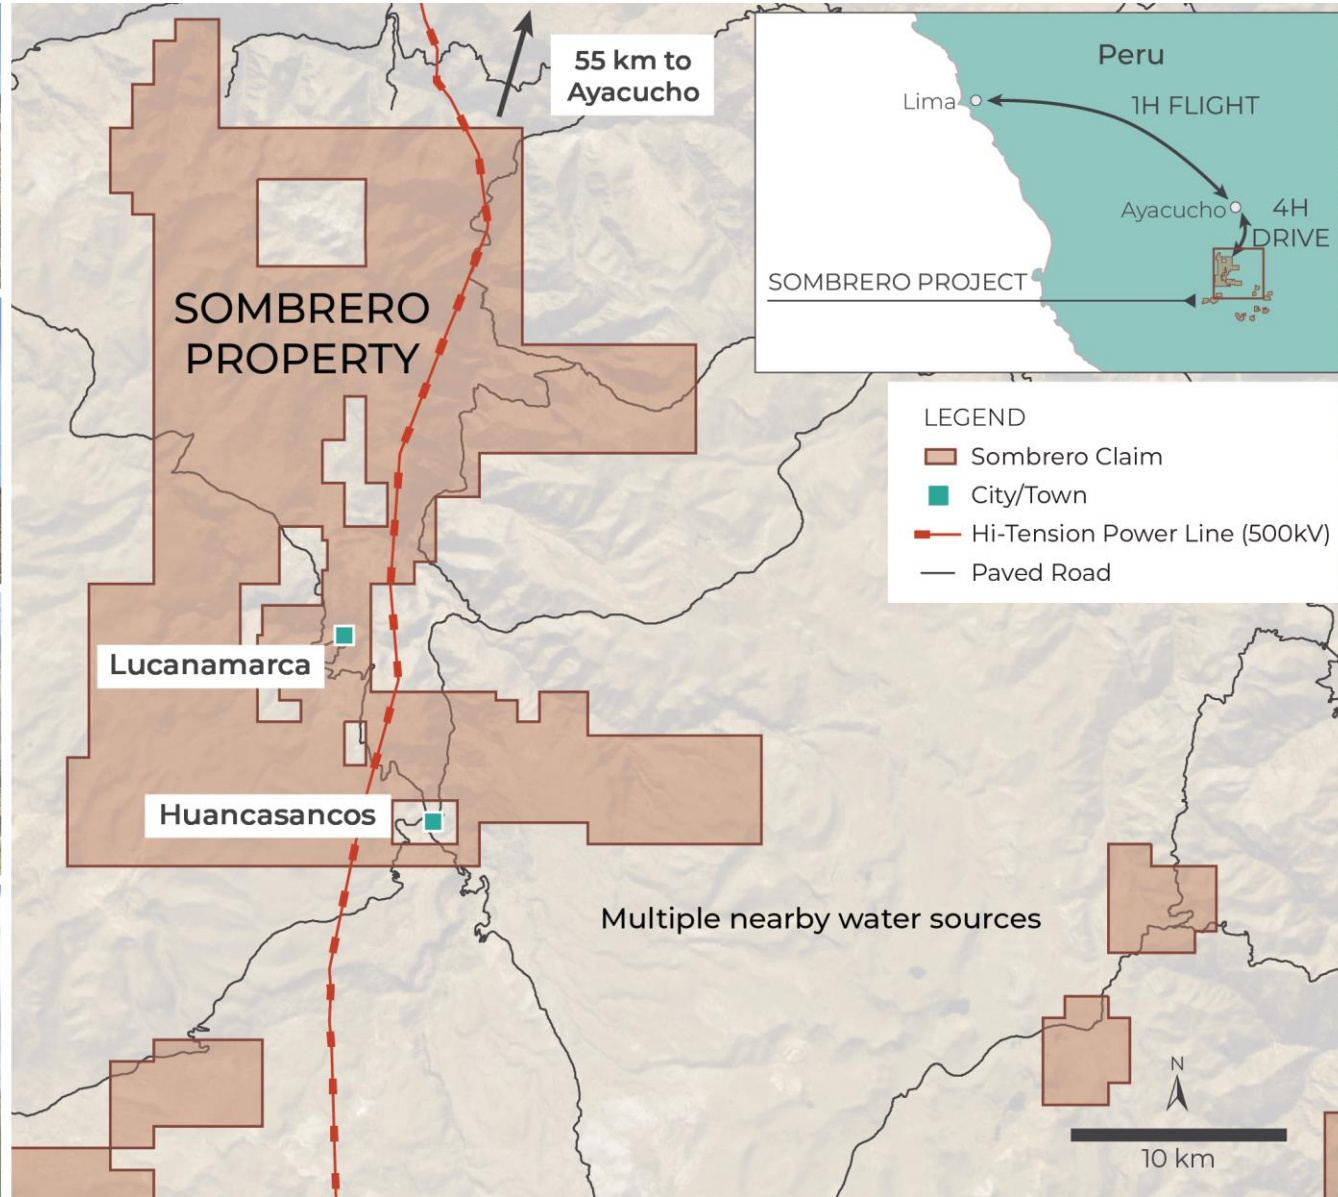 55 km to
Ayacucho
Peru
Lima
1H FLIGHT
Ayacucho
4H
DRIVE
SOMBRERO PROJECT
SOMBRERO
PROPERTY
LEGEND
Sombrero Claim
City/Town
Hi-Tension Power Line (500kV)
Paved Road
Lucanamarca
Huancasancos
Multiple nearby water sources
N
10 km